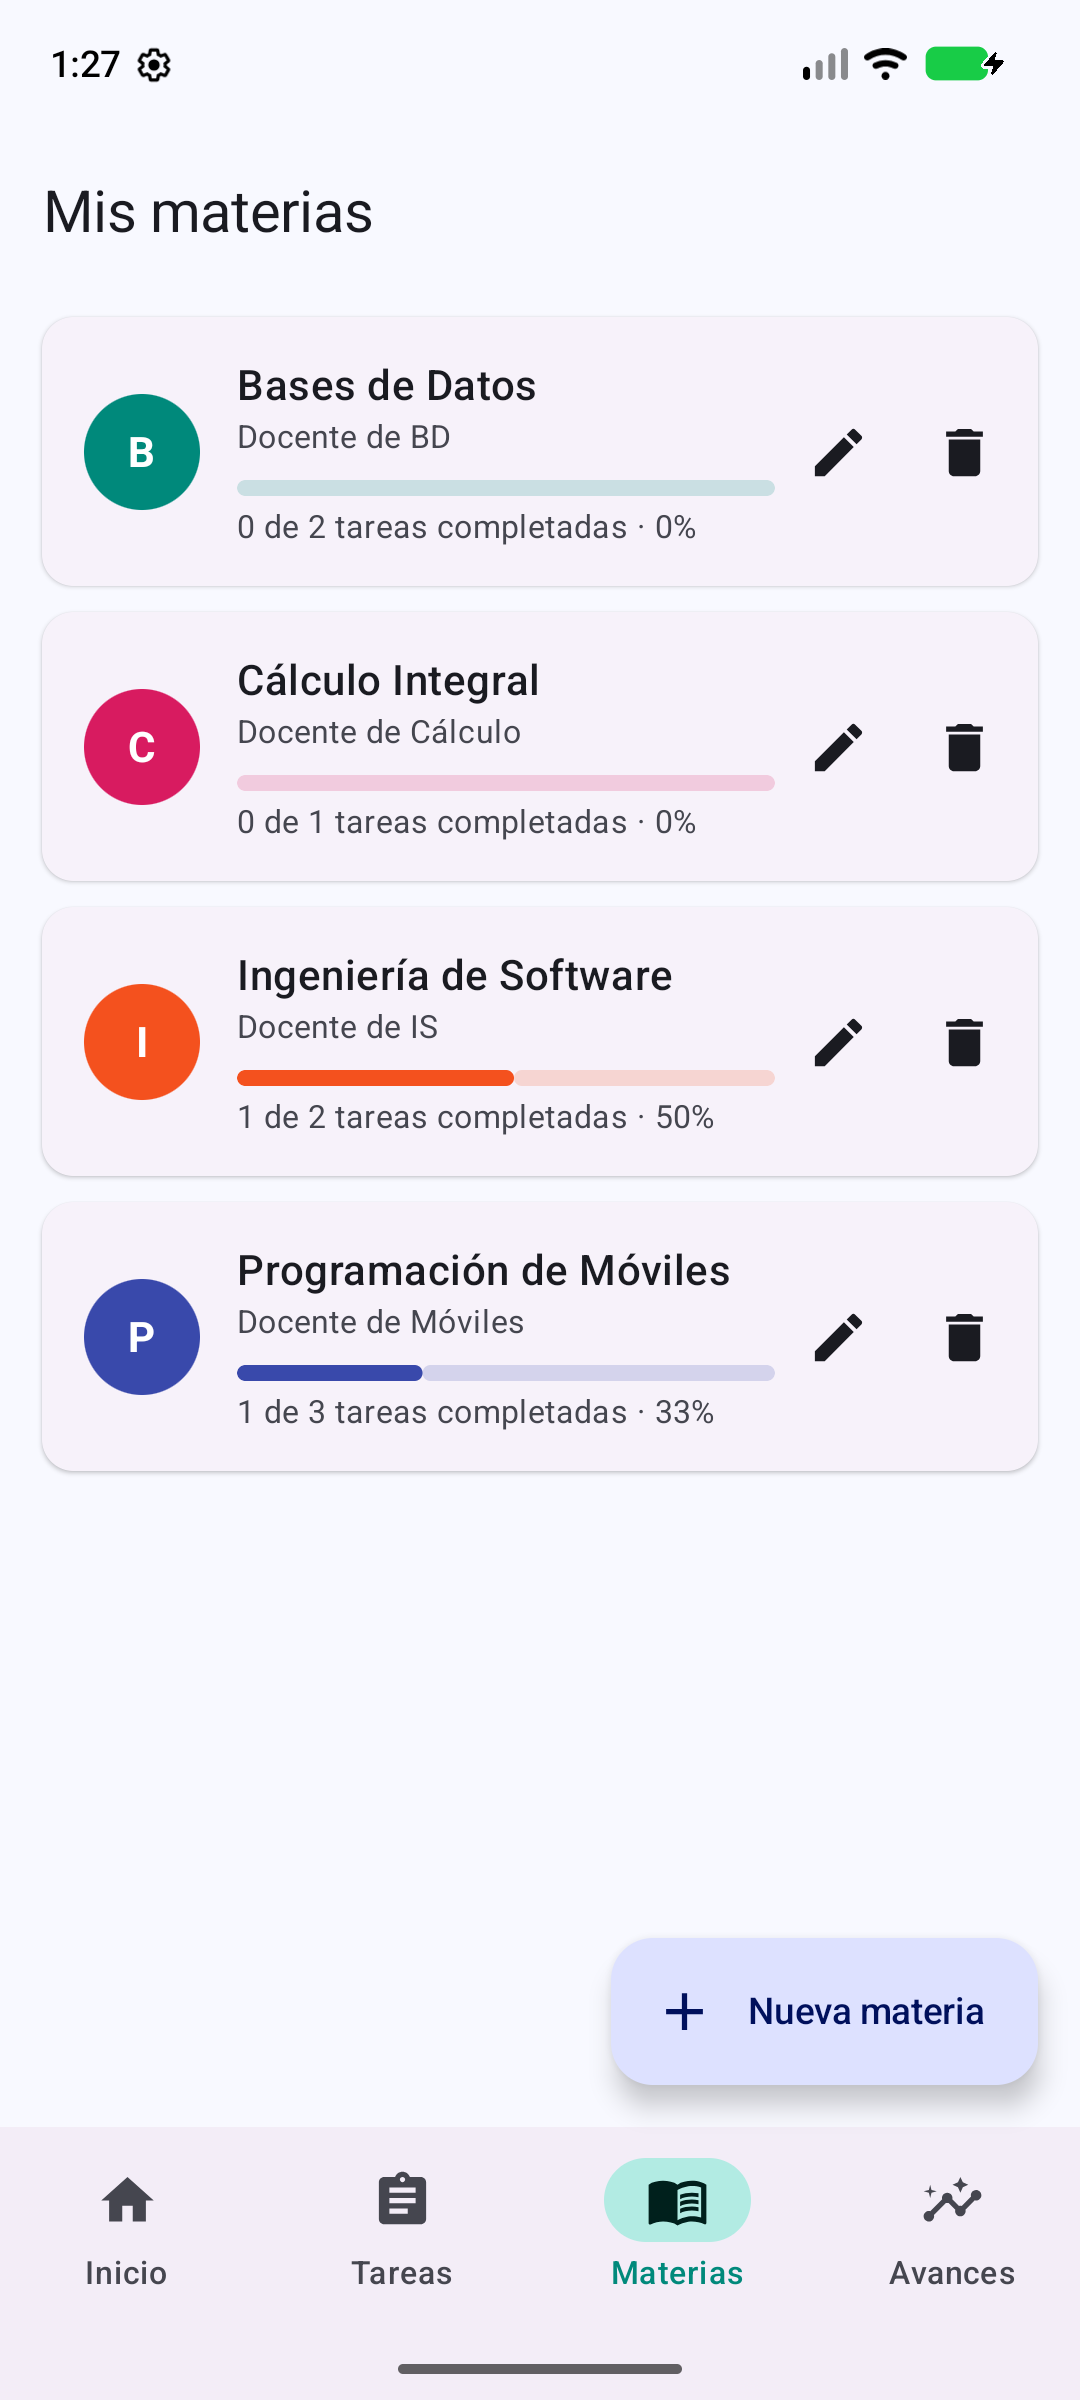 1:27
Mis materias
B
Bases de Datos
Docente de BD
0 de 2 tareas completadas · 0%
C
Cálculo Integral
Docente de Cálculo
0 de 1 tareas completadas · 0%
I
Ingeniería de Software
Docente de IS
1 de 2 tareas completadas · 50%
P
Programación de Móviles
Docente de Móviles
1 de 3 tareas completadas · 33%
Nueva materia
Inicio
Tareas
Materias
Avances